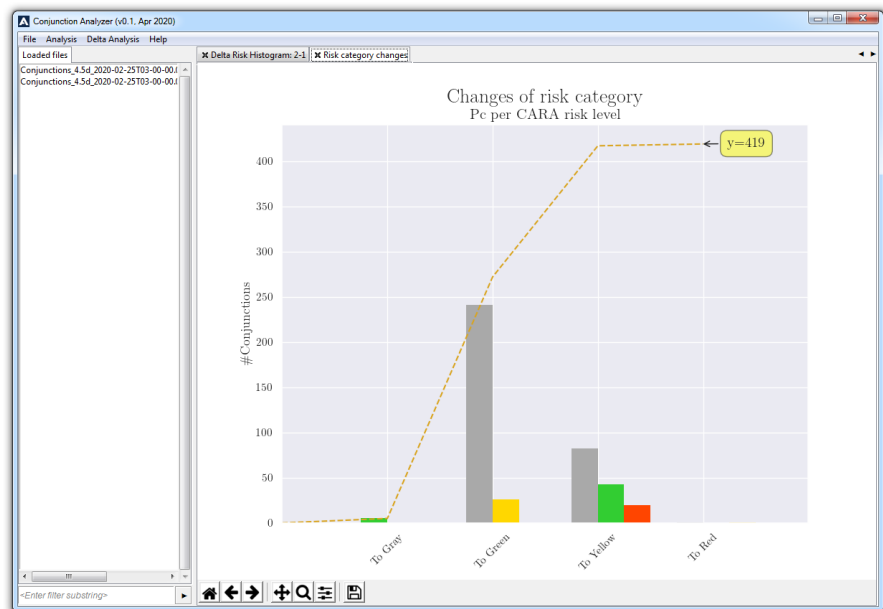 Conjunction Analyzer (v0.1, Apr 2020)
File Analysis Delta Analysis Help
Loaded files
Conjunctions_4.5d_2020-02-25T03-00-00.
Conjunctions_4.5d_2020-02-25T03-00-00.
<Enter filter substring>
Delta Risk Histogram: 2-1
Risk category changes
Changes of risk category
Pc per CARA risk level
y=419
#Conjunctions
400
350
300
250
200
150
100
50
0
To Gray
To Green
To Yellow
To Red